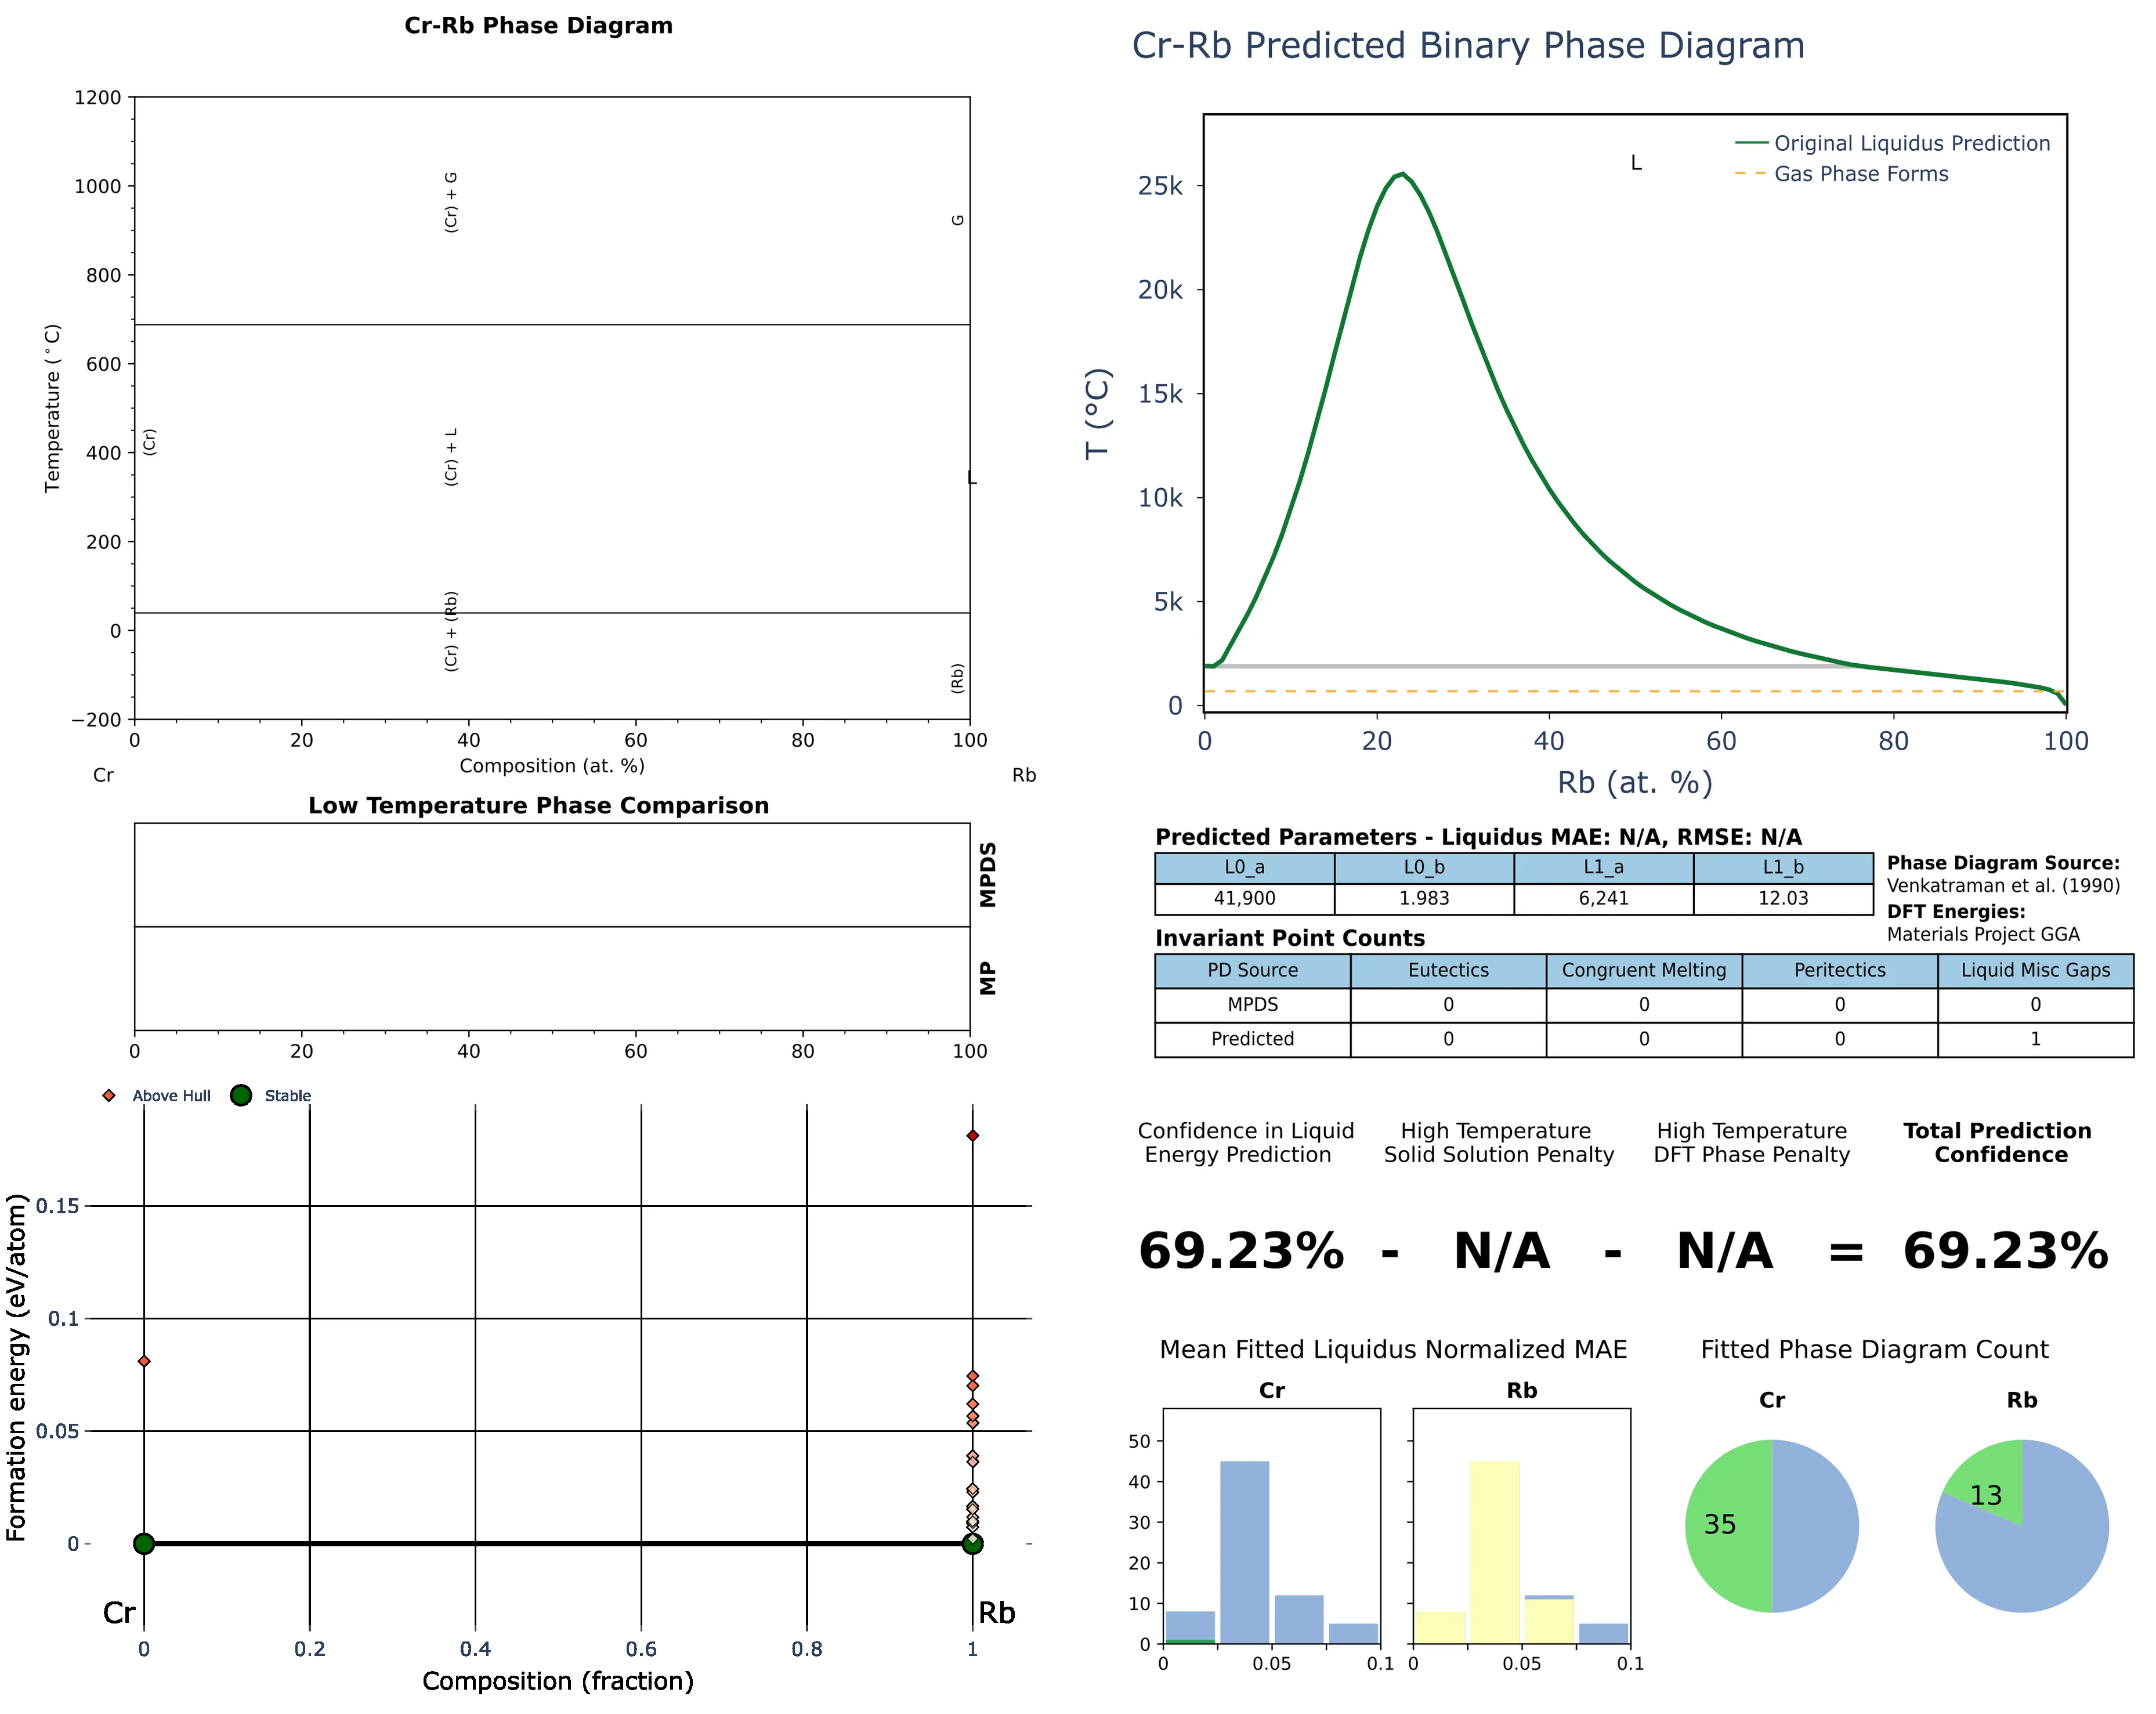 Cr-Rb Phase Diagram
1200
1000
800
600
400
200
0
−200
Temperature (°C)
(Cr) + G
G
(Cr)
(Cr) + L
L
(Cr) + (Rb)
(Rb)
0 20 40 60 80 100
Composition (at. %)
Cr Rb
Low Temperature Phase Comparison
MPDS
MP
0 20 40 60 80 100
Above Hull Stable
0.15
0.1
0.05
0
Formation energy (eV/atom)
Cr Rb
0 0.2 0.4 0.6 0.8 1
Composition (fraction)
Cr-Rb Predicted Binary Phase Diagram
L
Original Liquidus Prediction
Gas Phase Forms
25k
20k
15k
10k
5k
0
T (°C)
0 20 40 60 80 100
Rb (at. %)
Predicted Parameters - Liquidus MAE: N/A, RMSE: N/A
L0_a L0_b L1_a L1_b
41,900 1.983 6,241 12.03
Phase Diagram Source:
Venkatraman et al. (1990)
DFT Energies:
Materials Project GGA
Invariant Point Counts
PD Source Eutectics Congruent Melting Peritectics Liquid Misc Gaps
MPDS 0 0 0 0
Predicted 0 0 0 1
Confidence in Liquid
Energy Prediction
High Temperature
Solid Solution Penalty
High Temperature
DFT Phase Penalty
Total Prediction
Confidence
69.23% - N/A - N/A = 69.23%
Mean Fitted Liquidus Normalized MAE
Cr Rb
50
40
30
20
10
0
0 0.05 0.1 0 0.05 0.1
Fitted Phase Diagram Count
Cr Rb
35 13